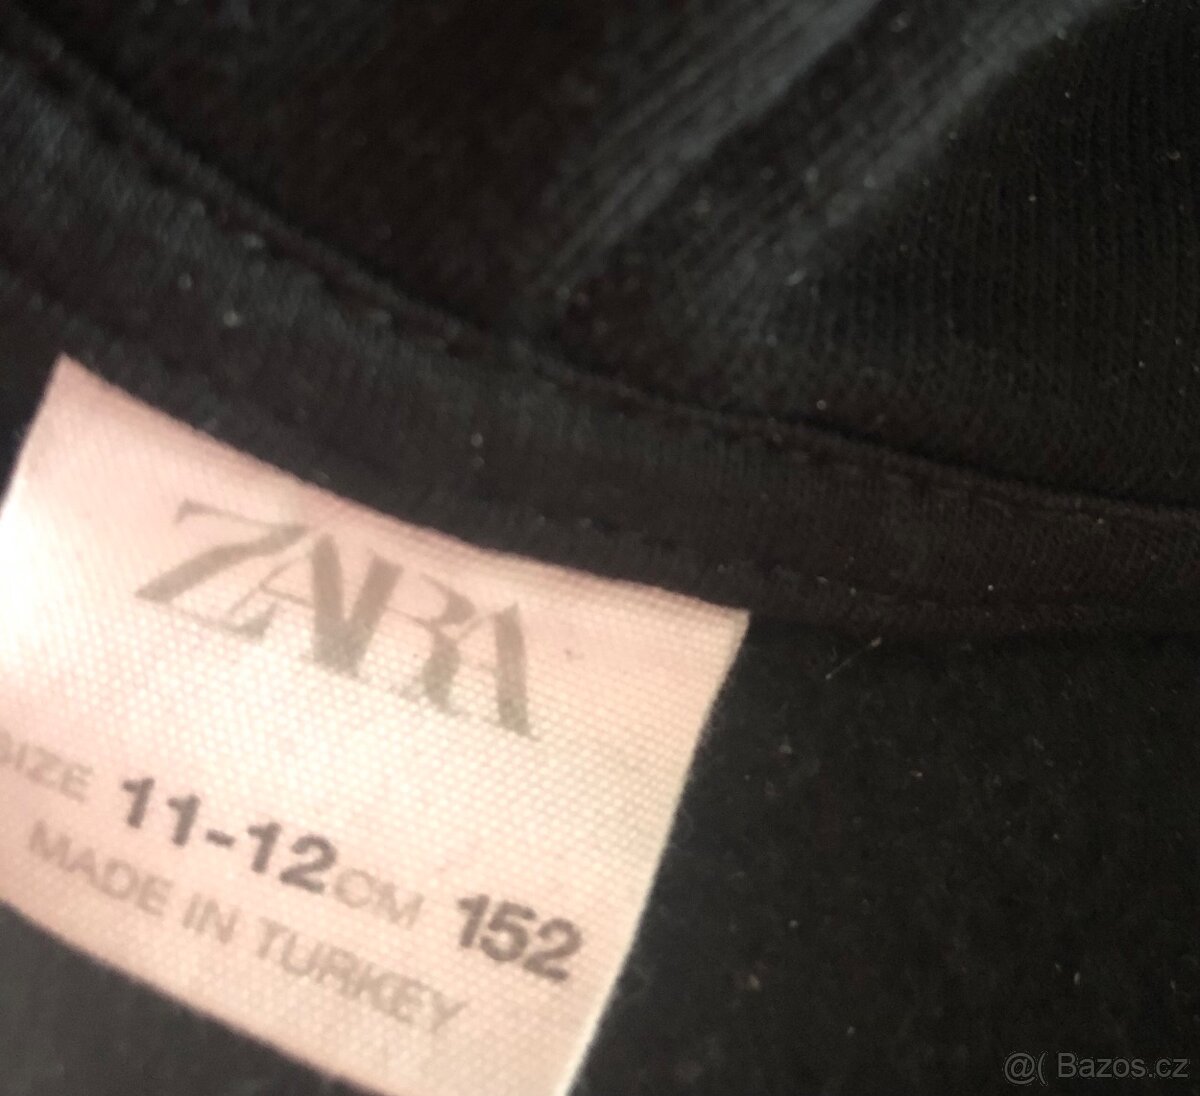 ZARA
SIZE 11-12 CM 152
MADE IN TURKEY
@( Bazos.cz